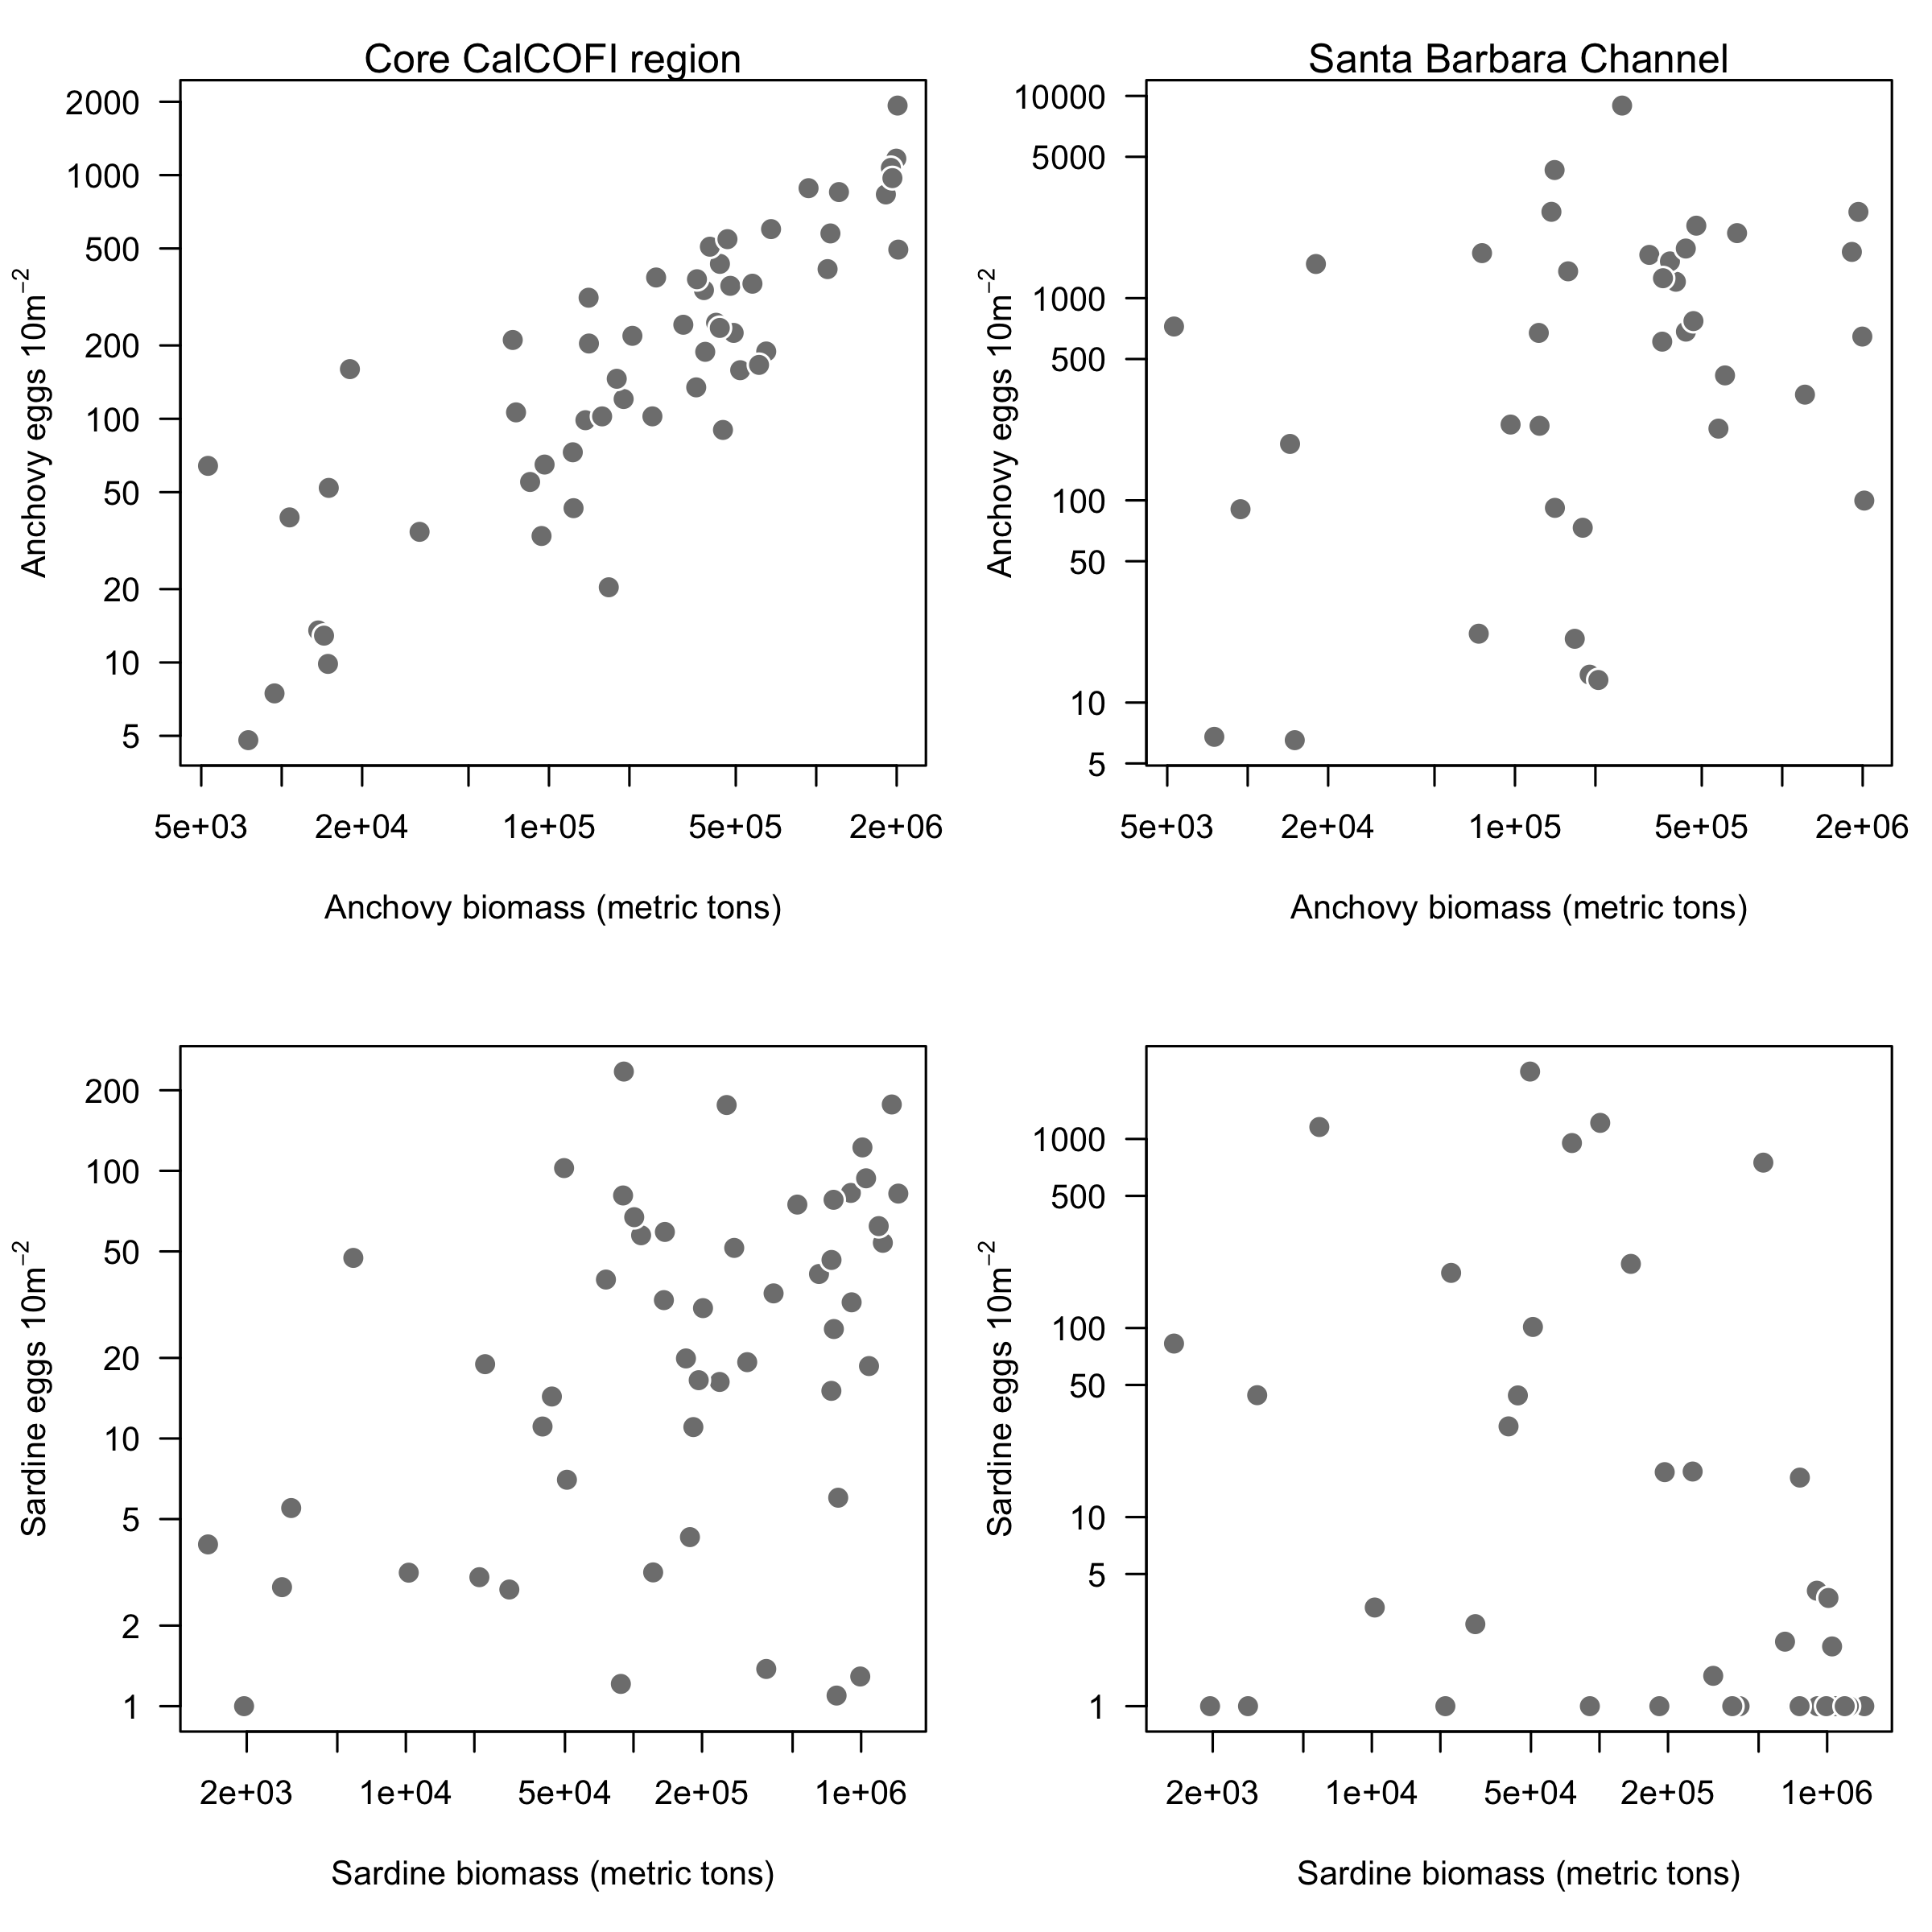 Core CalCOFI region
2000
1000
500
200
100
50
20
10
5
Anchovy eggs 10m−2
5e+03 2e+04 1e+05 5e+05 2e+06
Anchovy biomass (metric tons)
Santa Barbara Channel
10000
5000
1000
500
100
50
10
5
Anchovy eggs 10m−2
5e+03 2e+04 1e+05 5e+05 2e+06
Anchovy biomass (metric tons)
200
100
50
20
10
5
2
1
Sardine eggs 10m−2
2e+03 1e+04 5e+04 2e+05 1e+06
Sardine biomass (metric tons)
1000
500
100
50
10
5
1
Sardine eggs 10m−2
2e+03 1e+04 5e+04 2e+05 1e+06
Sardine biomass (metric tons)